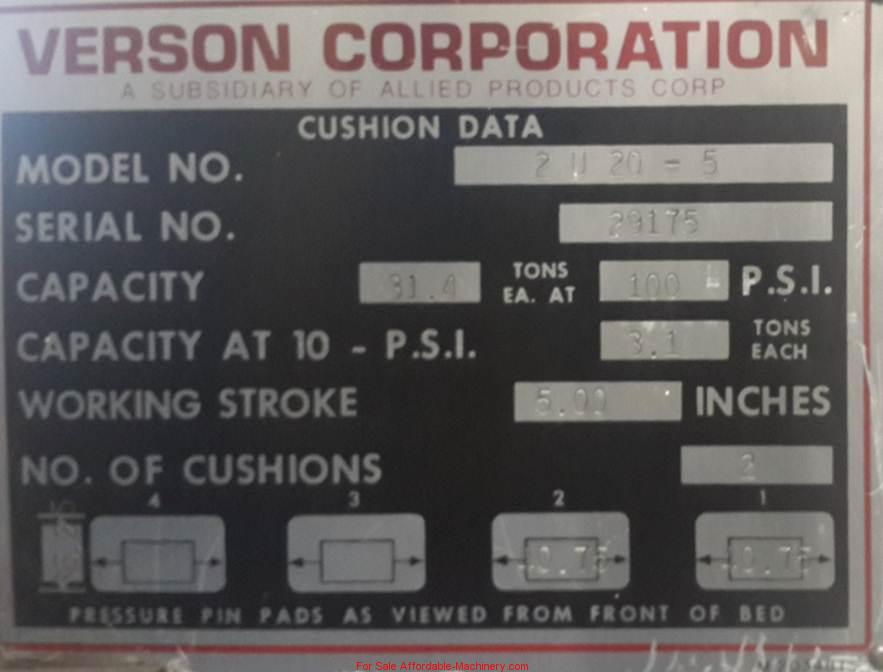 VERSON CORPORATION
A SUBSIDIARY OF ALLIED PRODUCTS CORP
CUSHION DATA
MODEL NO. 2 U 20 - 5
SERIAL NO. 29175
CAPACITY 31.4 TONS EA. AT 100 P.S.I.
CAPACITY AT 10 - P.S.I. 3.1 TONS EACH
WORKING STROKE 5.00 INCHES
NO. OF CUSHIONS 2
4 3 2 1
PRESSURE PIN PADS AS VIEWED FROM FRONT OF BED
For Sale Affordable-Machinery.com